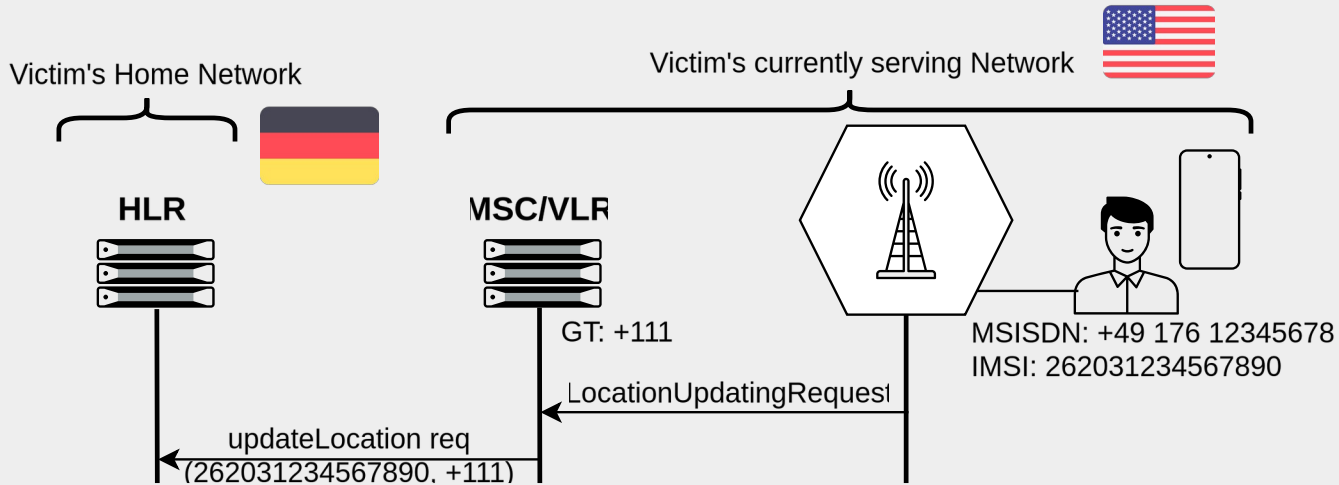 Victim's Home Network
Victim's currently serving Network
HLR
MSC/VLR
GT: +111
MSISDN: +49 176 12345678
IMSI: 262031234567890
LocationUpdatingRequest
updateLocation req
(262031234567890, +111)